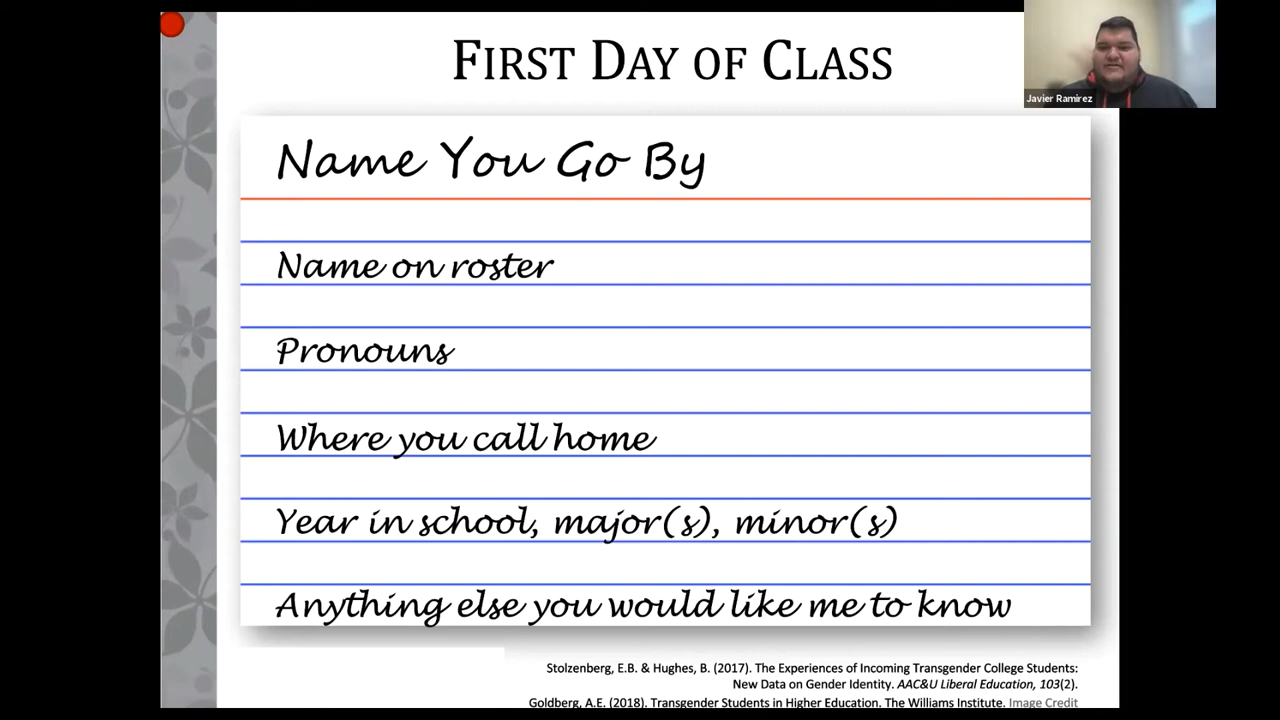 FIRST DAY OF CLASS
Javier Ramirez
Name You Go By
Name on roster
Pronouns
Where you call home
Year in school, major(s), minor(s)
Anything else you would like me to know
Stolzenberg, E.B. & Hughes, B. (2017). The Experiences of Incoming Transgender College Students:
New Data on Gender Identity. AAC&U Liberal Education, 103(2).
Goldberg, A.E. (2018). Transgender Students in Higher Education. The Williams Institute. Image Credit